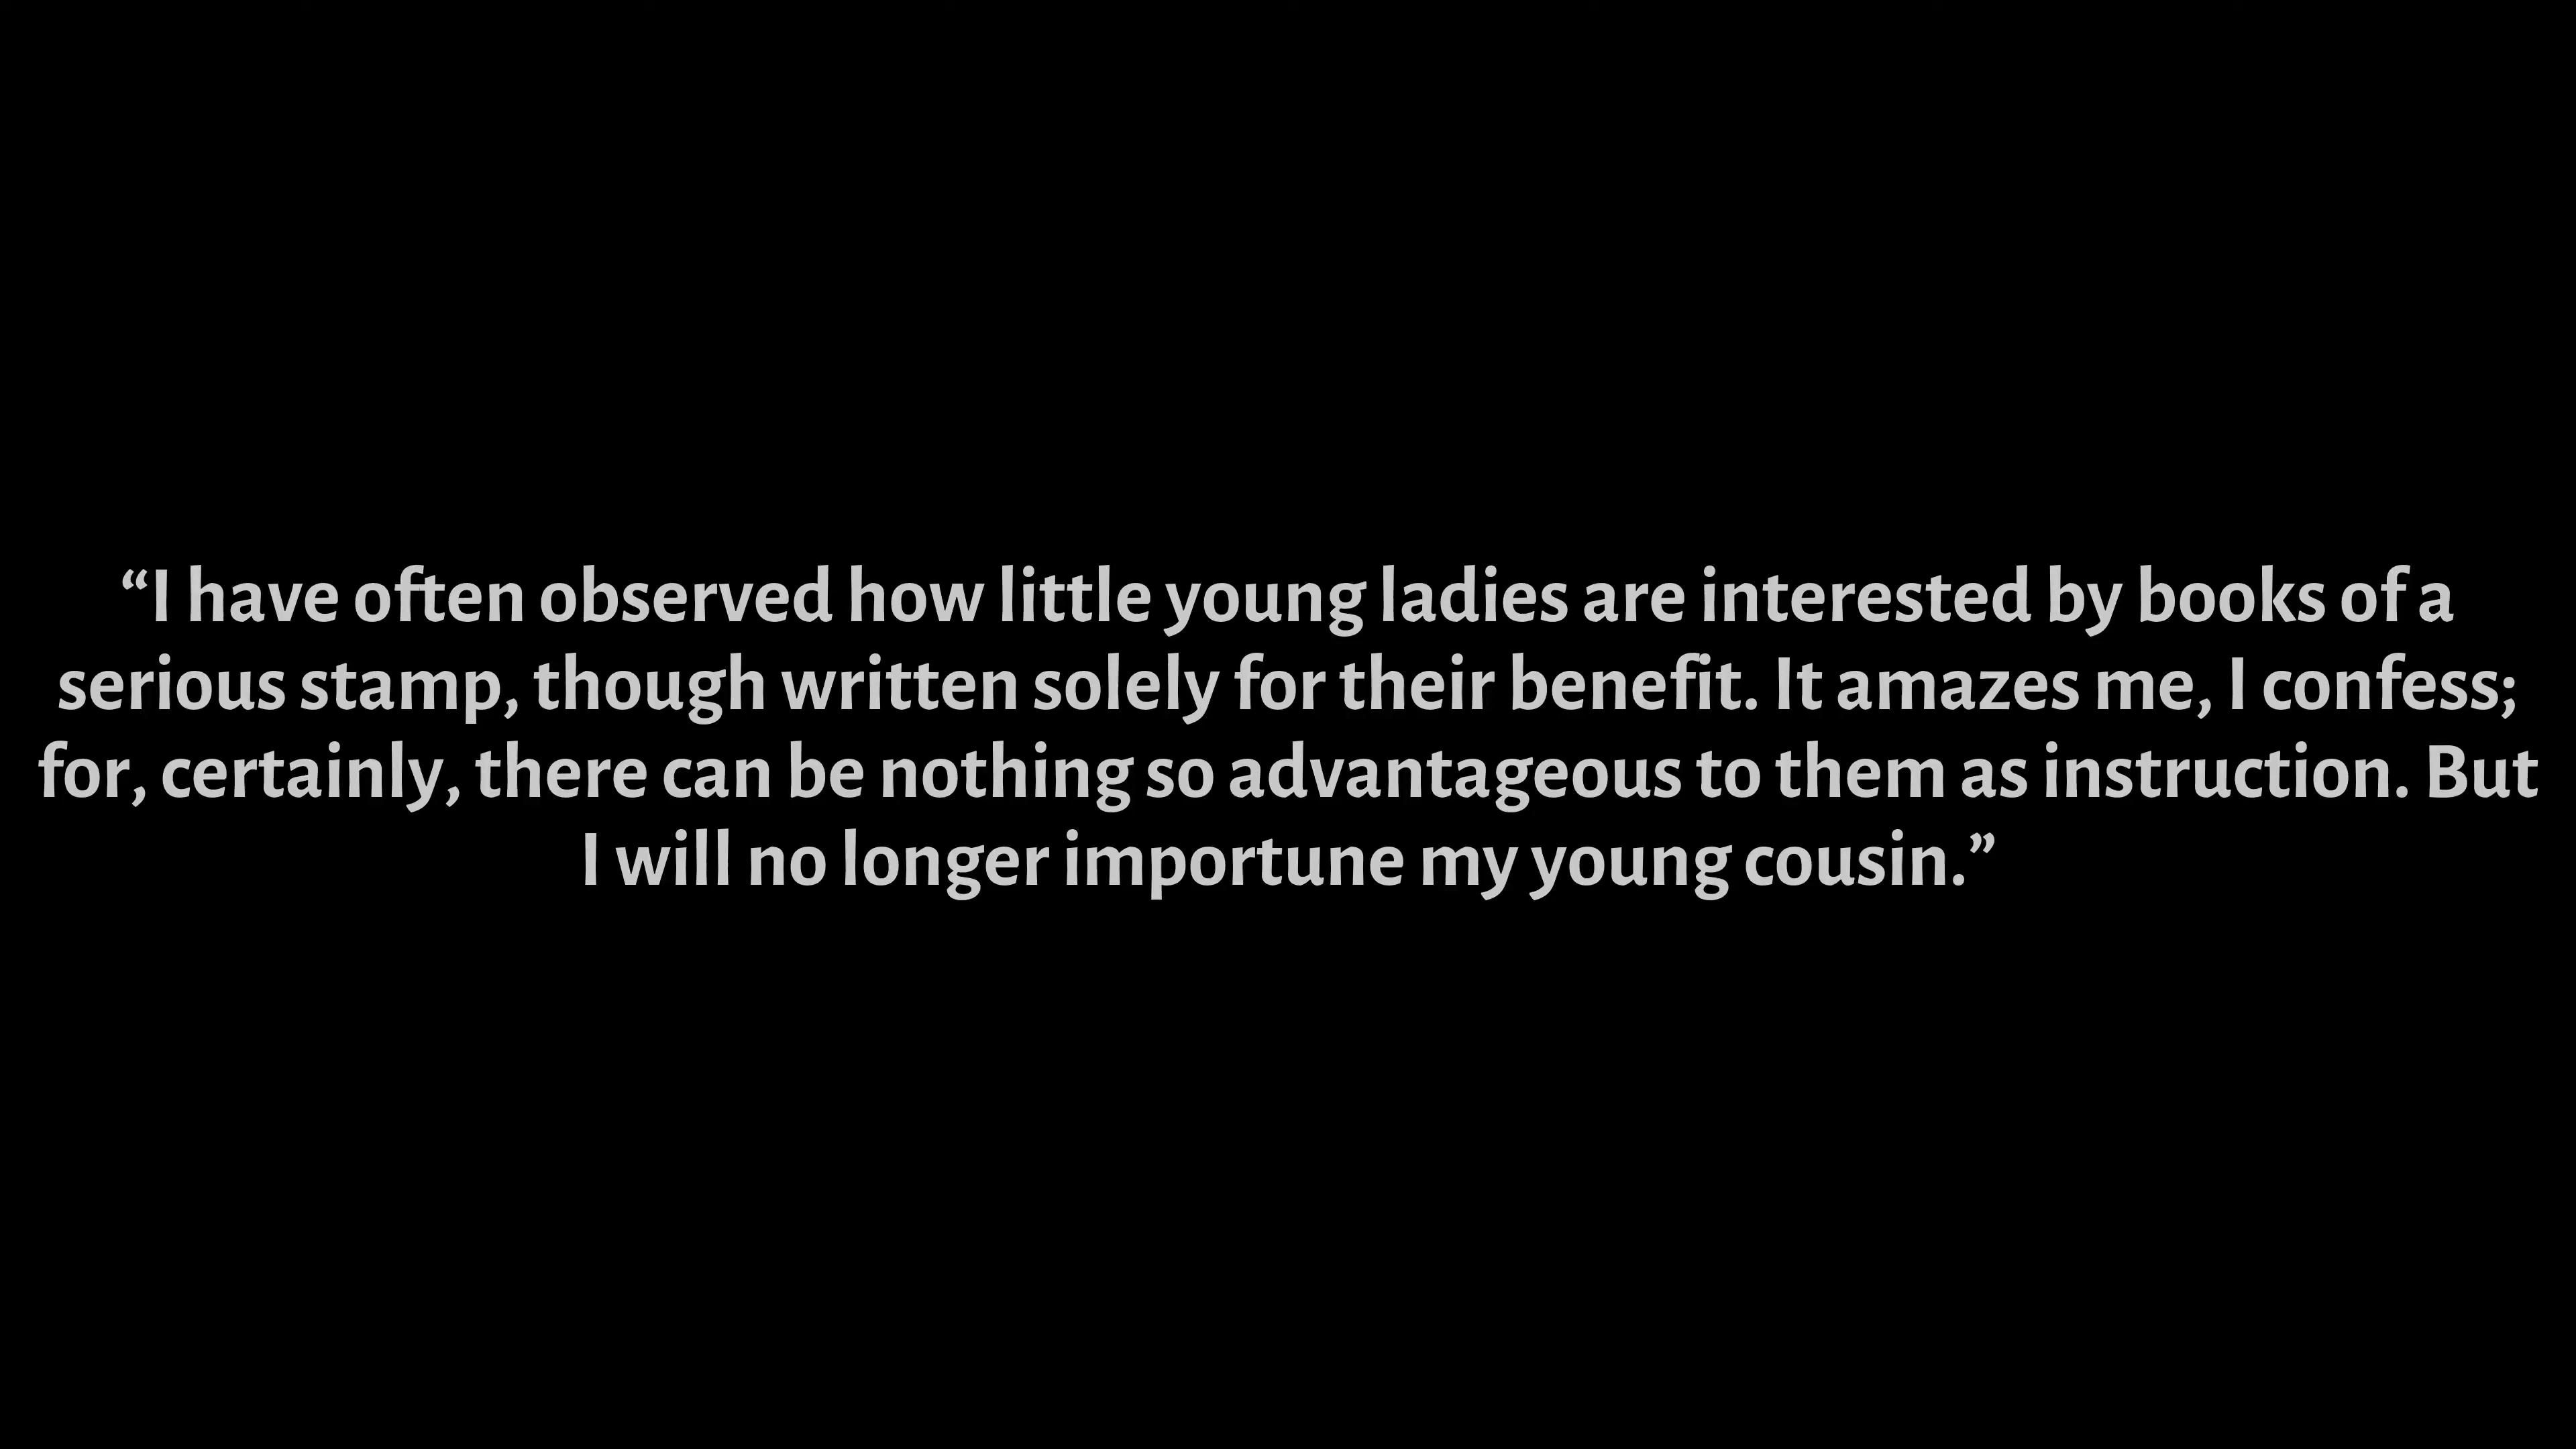 “I have often observed how little young ladies are interested by books of a
serious stamp, though written solely for their benefit. It amazes me, I confess;
for, certainly, there can be nothing so advantageous to them as instruction. But
I will no longer importune my young cousin.”